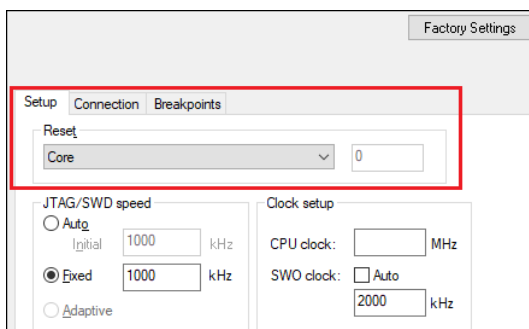 Factory Settings
Setup Connection Breakpoints
Reset
Core 0
JTAG/SWD speed Clock setup
Auto
Initial 1000 kHz CPU clock: MHz
Fixed 1000 kHz SWO clock: Auto
2000 kHz
Adaptive